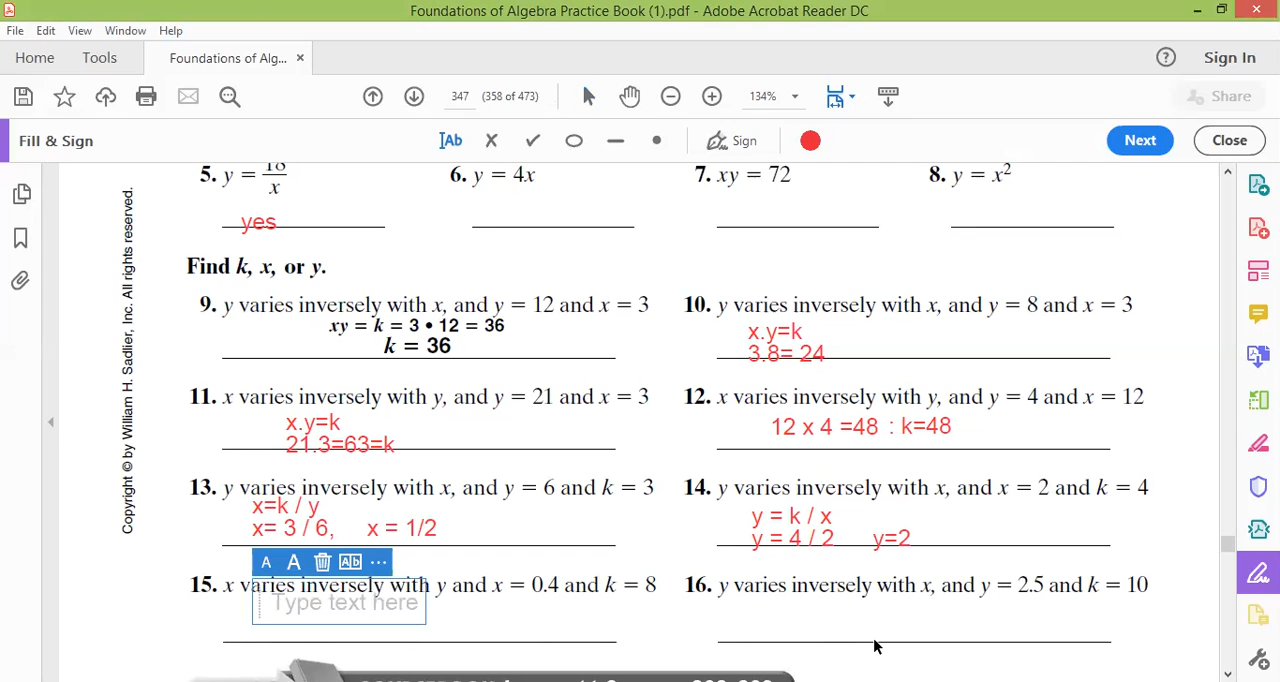 Foundations of Algebra Practice Book (1).pdf - Adobe Acrobat Reader DC
File Edit View Window Help
Home Tools Foundations of Alg... × Sign In
347 (358 of 473) 134% Share
Fill & Sign Ab Sign Next Close
5. y = 18/x 6. y = 4x 7. xy = 72 8. y = x²
yes
Find k, x, or y.
9. y varies inversely with x, and y = 12 and x = 3
xy = k = 3 • 12 = 36
k = 36
10. y varies inversely with x, and y = 8 and x = 3
x.y=k
3.8= 24
11. x varies inversely with y, and y = 21 and x = 3
x.y=k
21.3=63=k
12. x varies inversely with y, and y = 4 and x = 12
12 x 4 =48 : k=48
13. y varies inversely with x, and y = 6 and k = 3
x=k / y
x= 3 / 6, x = 1/2
14. y varies inversely with x, and x = 2 and k = 4
y = k / x
y = 4 / 2 y=2
A A Ab ...
15. x varies inversely with y and x = 0.4 and k = 8
Type text here
16. y varies inversely with x, and y = 2.5 and k = 10
Copyright © by William H. Sadlier, Inc. All rights reserved.